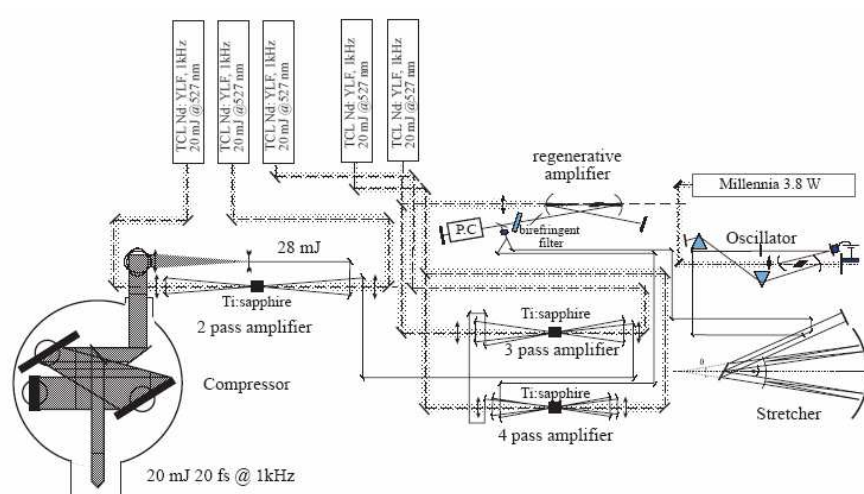 TCL Nd: YLF, 1kHz
20 mJ @527 nm
TCL Nd: YLF, 1kHz
20 mJ @527 nm
TCL Nd: YLF, 1kHz
20 mJ @527 nm
TCL Nd: YLF, 1kHz
20 mJ @527 nm
TCL Nd: YLF, 1kHz
20 mJ @527 nm
regenerative
amplifier
Millennia 3.8 W
P.C
birefringent
filter
Oscillator
28 mJ
Ti:sapphire
2 pass amplifier
Ti:sapphire
3 pass amplifier
θ
Compressor
Ti:sapphire
4 pass amplifier
Stretcher
20 mJ 20 fs @ 1kHz